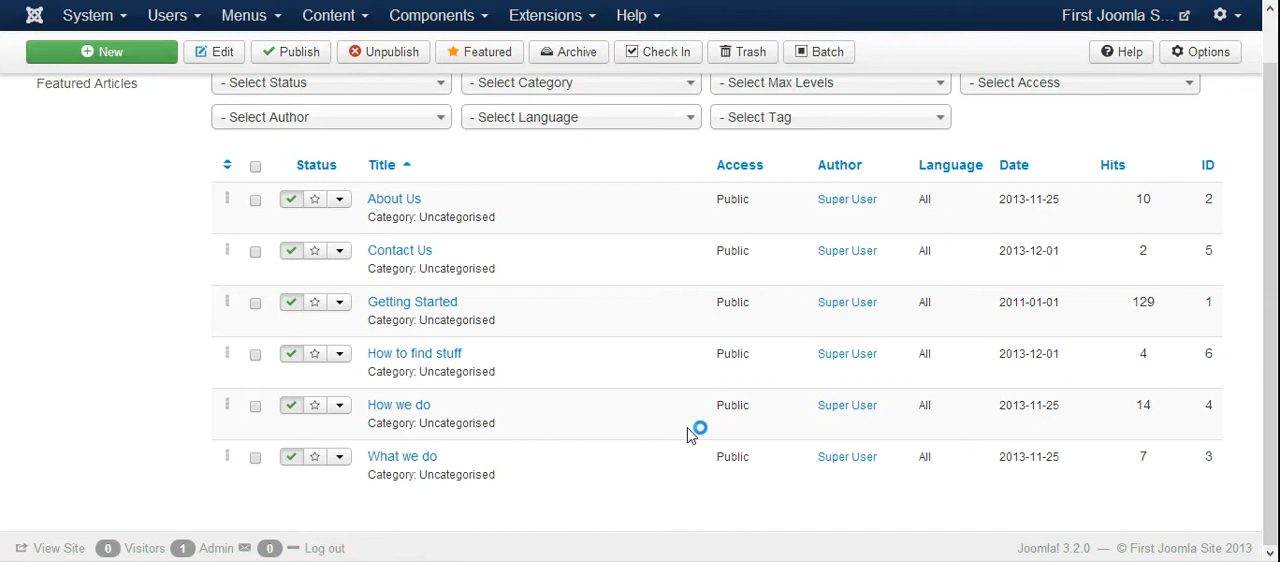 System Users Menus Content Components Extensions Help First Joomla S...
New Edit Publish Unpublish Featured Archive Check In Trash Batch Help Options
Featured Articles - Select Status - Select Category - Select Max Levels - Select Access
- Select Author - Select Language - Select Tag
Status Title Access Author Language Date Hits ID
About Us Public Super User All 2013-11-25 10 2
Category: Uncategorised
Contact Us Public Super User All 2013-12-01 2 5
Category: Uncategorised
Getting Started Public Super User All 2011-01-01 129 1
Category: Uncategorised
How to find stuff Public Super User All 2013-12-01 4 6
Category: Uncategorised
How we do Public Super User All 2013-11-25 14 4
Category: Uncategorised
What we do Public Super User All 2013-11-25 7 3
Category: Uncategorised
View Site 0 Visitors 1 Admin 0 Log out Joomla! 3.2.0 — © First Joomla Site 2013